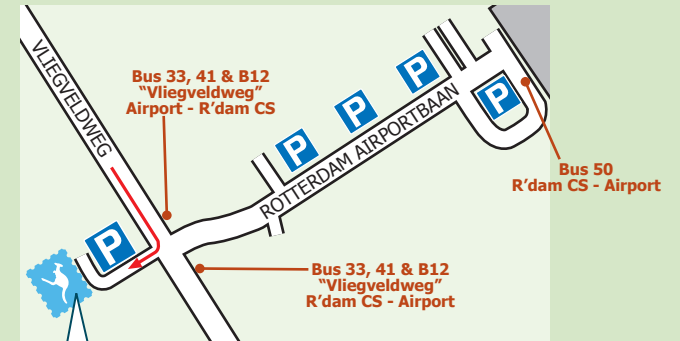 VLIEGVELDWEG
Bus 33, 41 & B12
“Vliegveldweg”
Airport - R’dam CS
P
P
P
P
P
ROTTERDAM AIRPORTBAAN
Bus 50
R’dam CS - Airport
Bus 33, 41 & B12
“Vliegveldweg”
R’dam CS - Airport